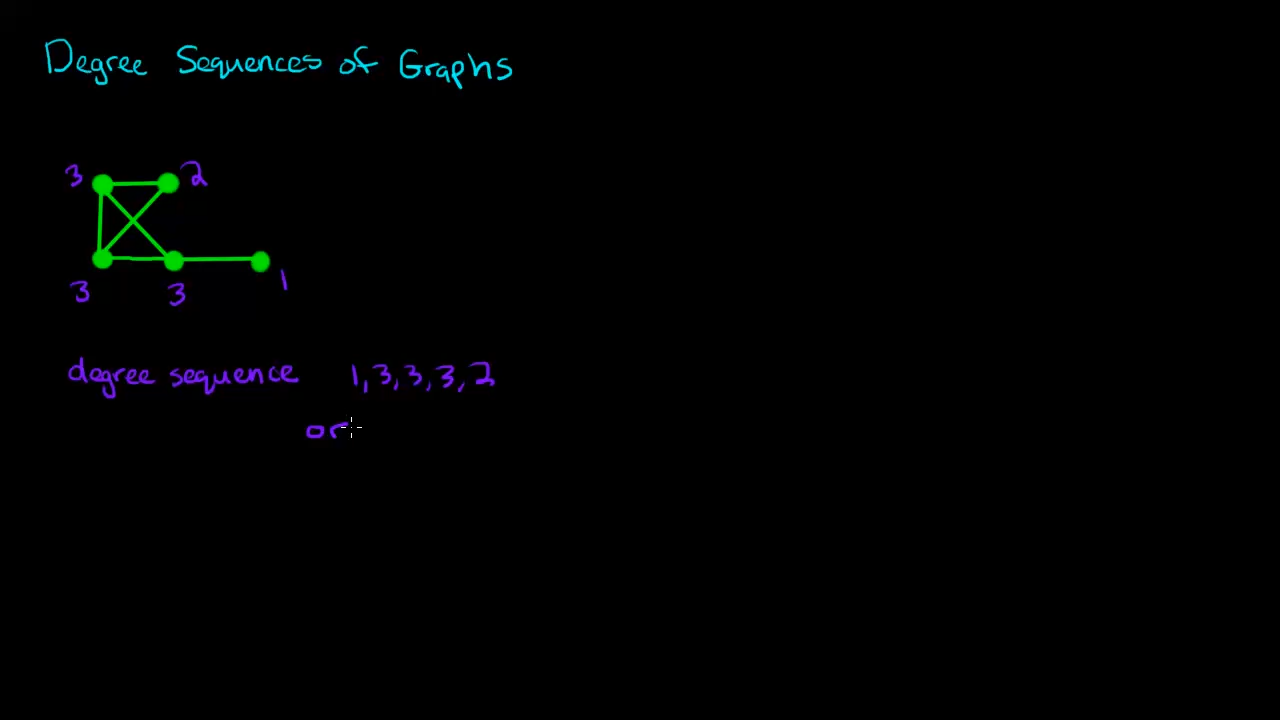 Degree Sequences of Graphs
3 2
3 3 1
degree sequence 1, 3, 3, 3, 2
or